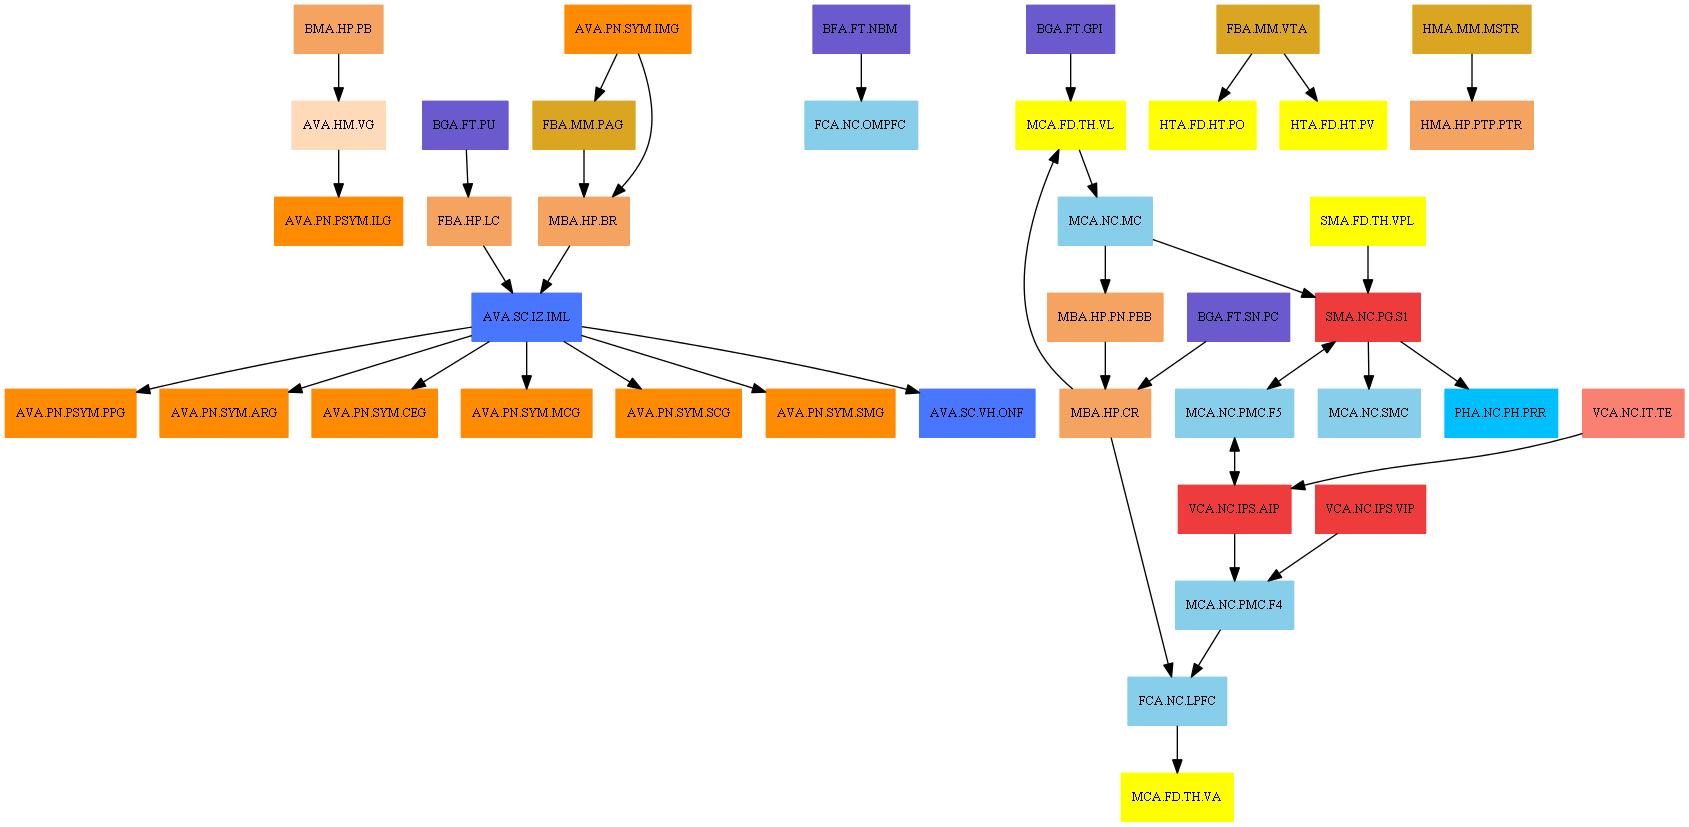 BMA.HP.PB
AVA.PN.SYM.IMG
BFA.FT.NBM
BGA.FT.GPI
FBA.MM.VTA
HMA.MM.MSTR
AVA.HM.VG
BGA.FT.PU
FBA.MM.PAG
FCA.NC.OMPFC
MCA.FD.TH.VL
HTA.FD.HT.PO
HTA.FD.HT.PV
HMA.HP.PTP.PTR
AVA.PN.PSYM.ILG
FBA.HP.LC
MBA.HP.BR
MCA.NC.MC
SMA.FD.TH.VPL
AVA.SC.IZ.IML
MBA.HP.PN.PBB
BGA.FT.SN.PC
SMA.NC.PG.S1
AVA.PN.PSYM.PPG
AVA.PN.SYM.ARG
AVA.PN.SYM.CEG
AVA.PN.SYM.MCG
AVA.PN.SYM.SCG
AVA.PN.SYM.SMG
AVA.SC.VH.ONF
MBA.HP.CR
MCA.NC.PMC.F5
MCA.NC.SMC
PHA.NC.PH.PRR
VCA.NC.IT.TE
VCA.NC.IPS.AIP
VCA.NC.IPS.VIP
MCA.NC.PMC.F4
FCA.NC.LPFC
MCA.FD.TH.VA